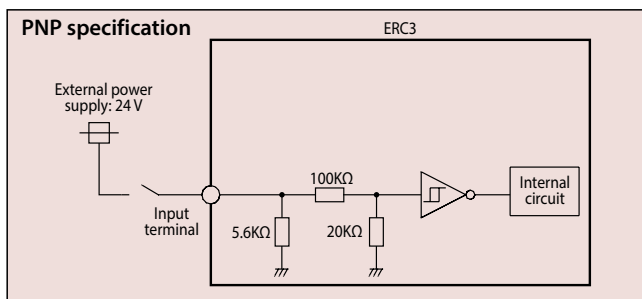 PNP specification
ERC3
External power
supply: 24 V
100KΩ
Internal
circuit
Input
terminal
5.6KΩ
20KΩ